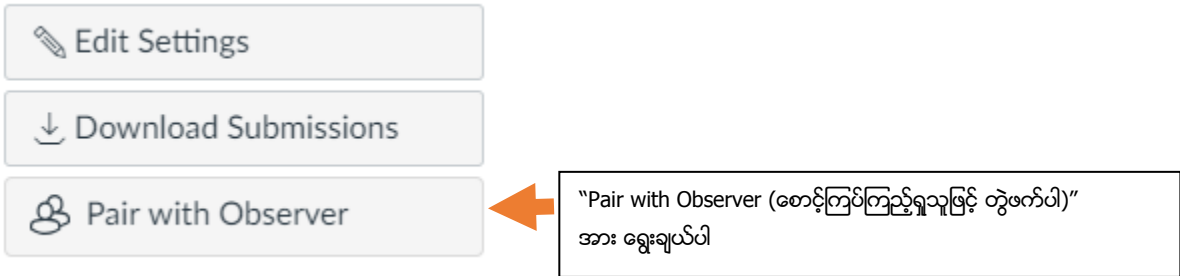 Edit Settings
Download Submissions
Pair with Observer
“Pair with Observer (စောင့်ကြပ်ကြည့်ရှုသူဖြင့် တွဲဖက်ပါ)”
အား ရွေးချယ်ပါ